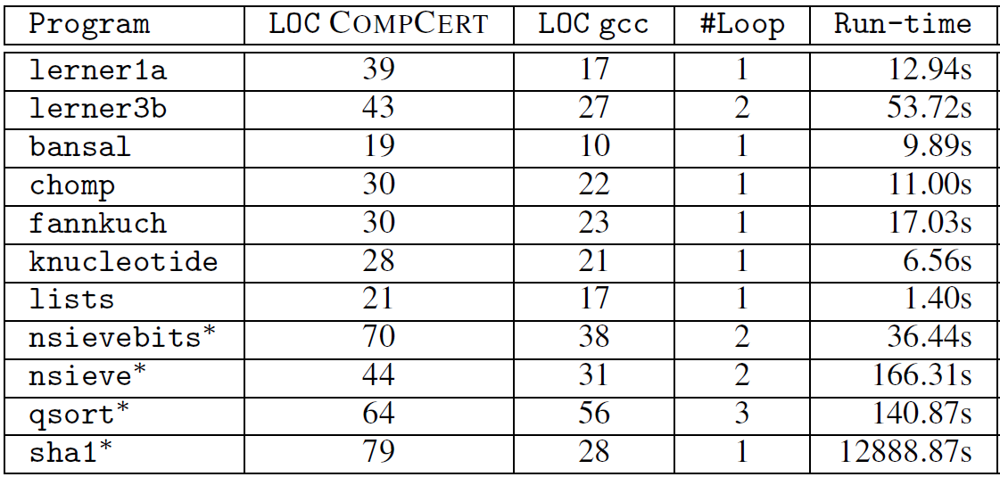 Program LOC COMPCERT LOC gcc #Loop Run-time
lerner1a 39 17 1 12.94s
lerner3b 43 27 2 53.72s
bansal 19 10 1 9.89s
chomp 30 22 1 11.00s
fannkuch 30 23 1 17.03s
knucleotide 28 21 1 6.56s
lists 21 17 1 1.40s
nsievebits* 70 38 2 36.44s
nsieve* 44 31 2 166.31s
qsort* 64 56 3 140.87s
sha1* 79 28 1 12888.87s